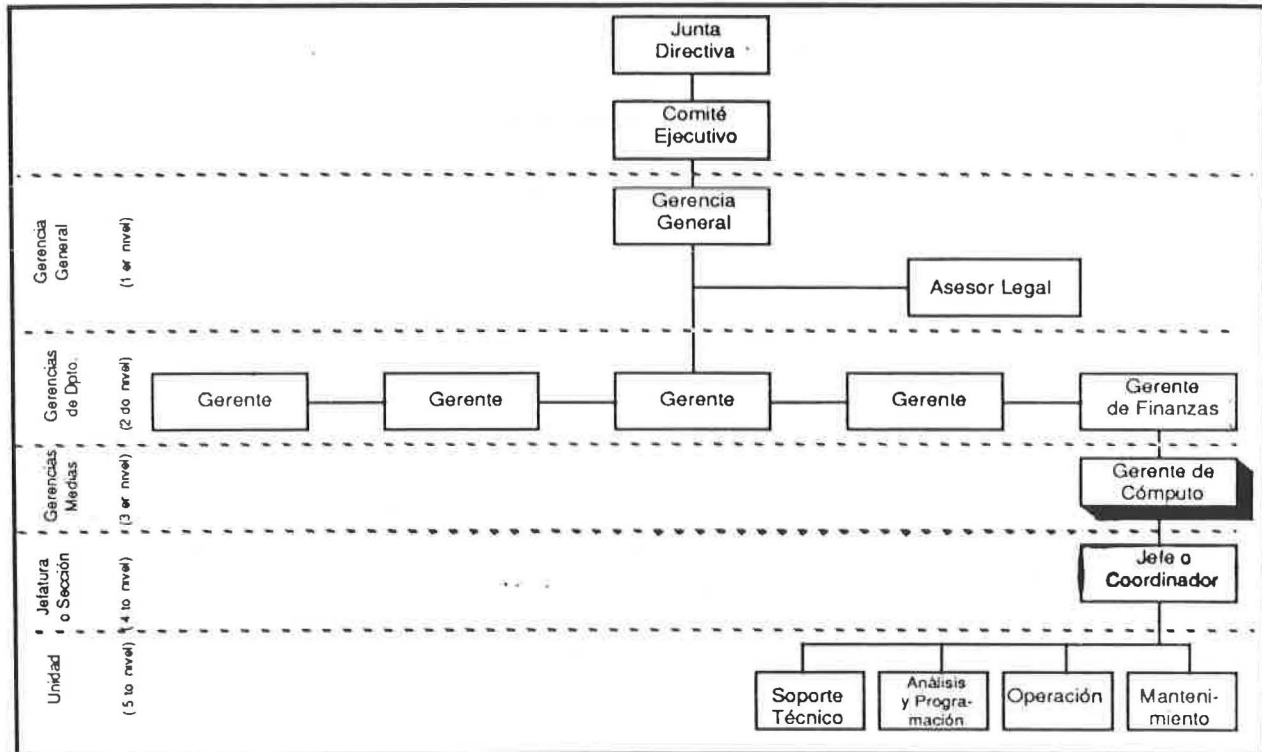 Junta
Directiva
Comité
Ejecutivo
Gerencia
General
(1 er nivel)
Gerencia
General
Asesor Legal
Gerencias
de Dpto.
(2 do nivel)
Gerente
Gerente
Gerente
Gerente
Gerente
de Finanzas
Gerencias
Medias
(3 er nivel)
Gerente de
Cómputo
Jefatura
o Sección
(4 to nivel)
Jefe o
Coordinador
Unidad
(5 to nivel)
Soporte
Técnico
Análisis
y Progra-
mación
Operación
Manteni-
miento